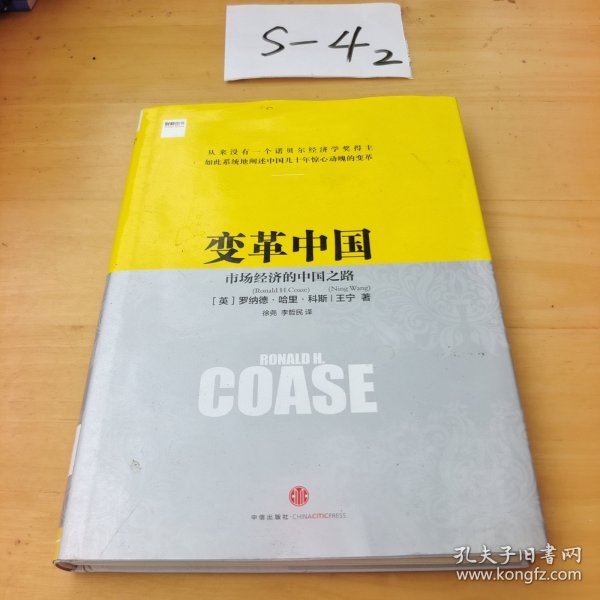 S-42
从来没有一个诺贝尔经济学奖得主
如此系统地阐述中国几十年惊心动魄的变革
变革中国
市场经济的中国之路
(Ronald H.Coase) (Ning Wang)
[英]罗纳德·哈里·科斯|王宁 著
徐尧 李哲民 译
RONALD H.
COASE
中信出版社·CHINACITICPRESS
孔夫子旧书网
www.kongfz.com